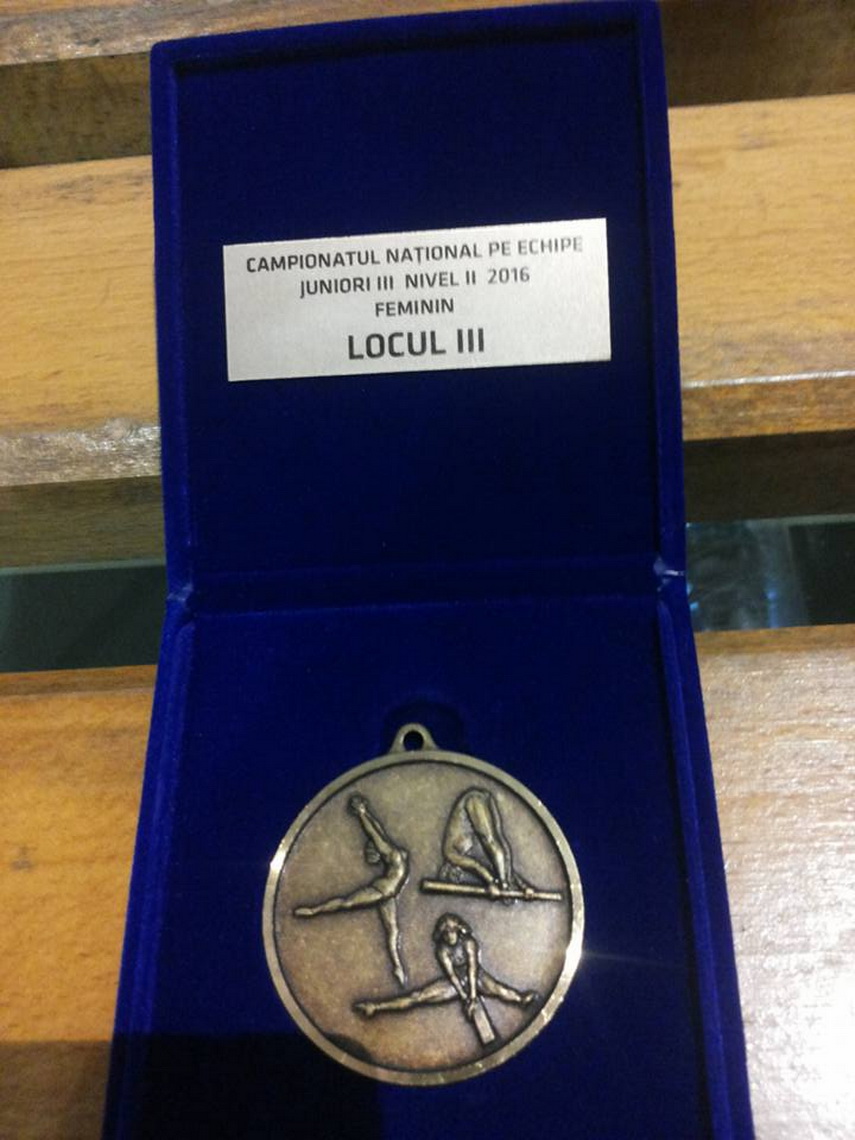 CAMPIONATUL NAȚIONAL PE ECHIPE
JUNIORI III NIVEL II 2016
FEMININ
LOCUL III